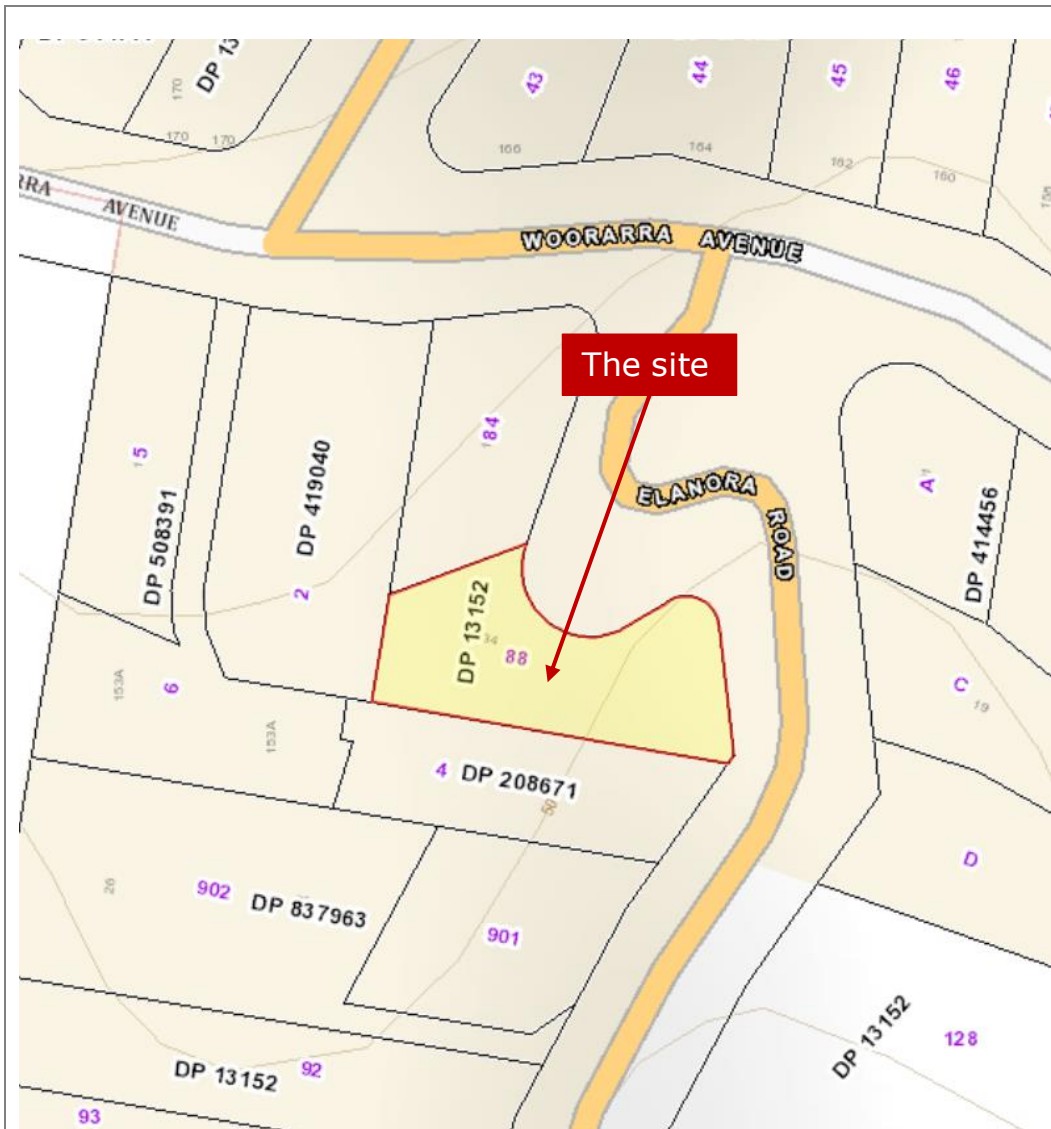 DP 13
170
170
170
43
44
45
46
166
164
162
160
RRA AVENUE
WOORARRA AVENUE
The site
84
5
DP 508391
DP 419040
2
ELANORA ROAD
A
DP 414456
DP 13152
34
88
153A
6
153A
C
19
4 DP 208671
50
D
26
902 DP 837963
901
DP 13152
128
DP 13152 92
93